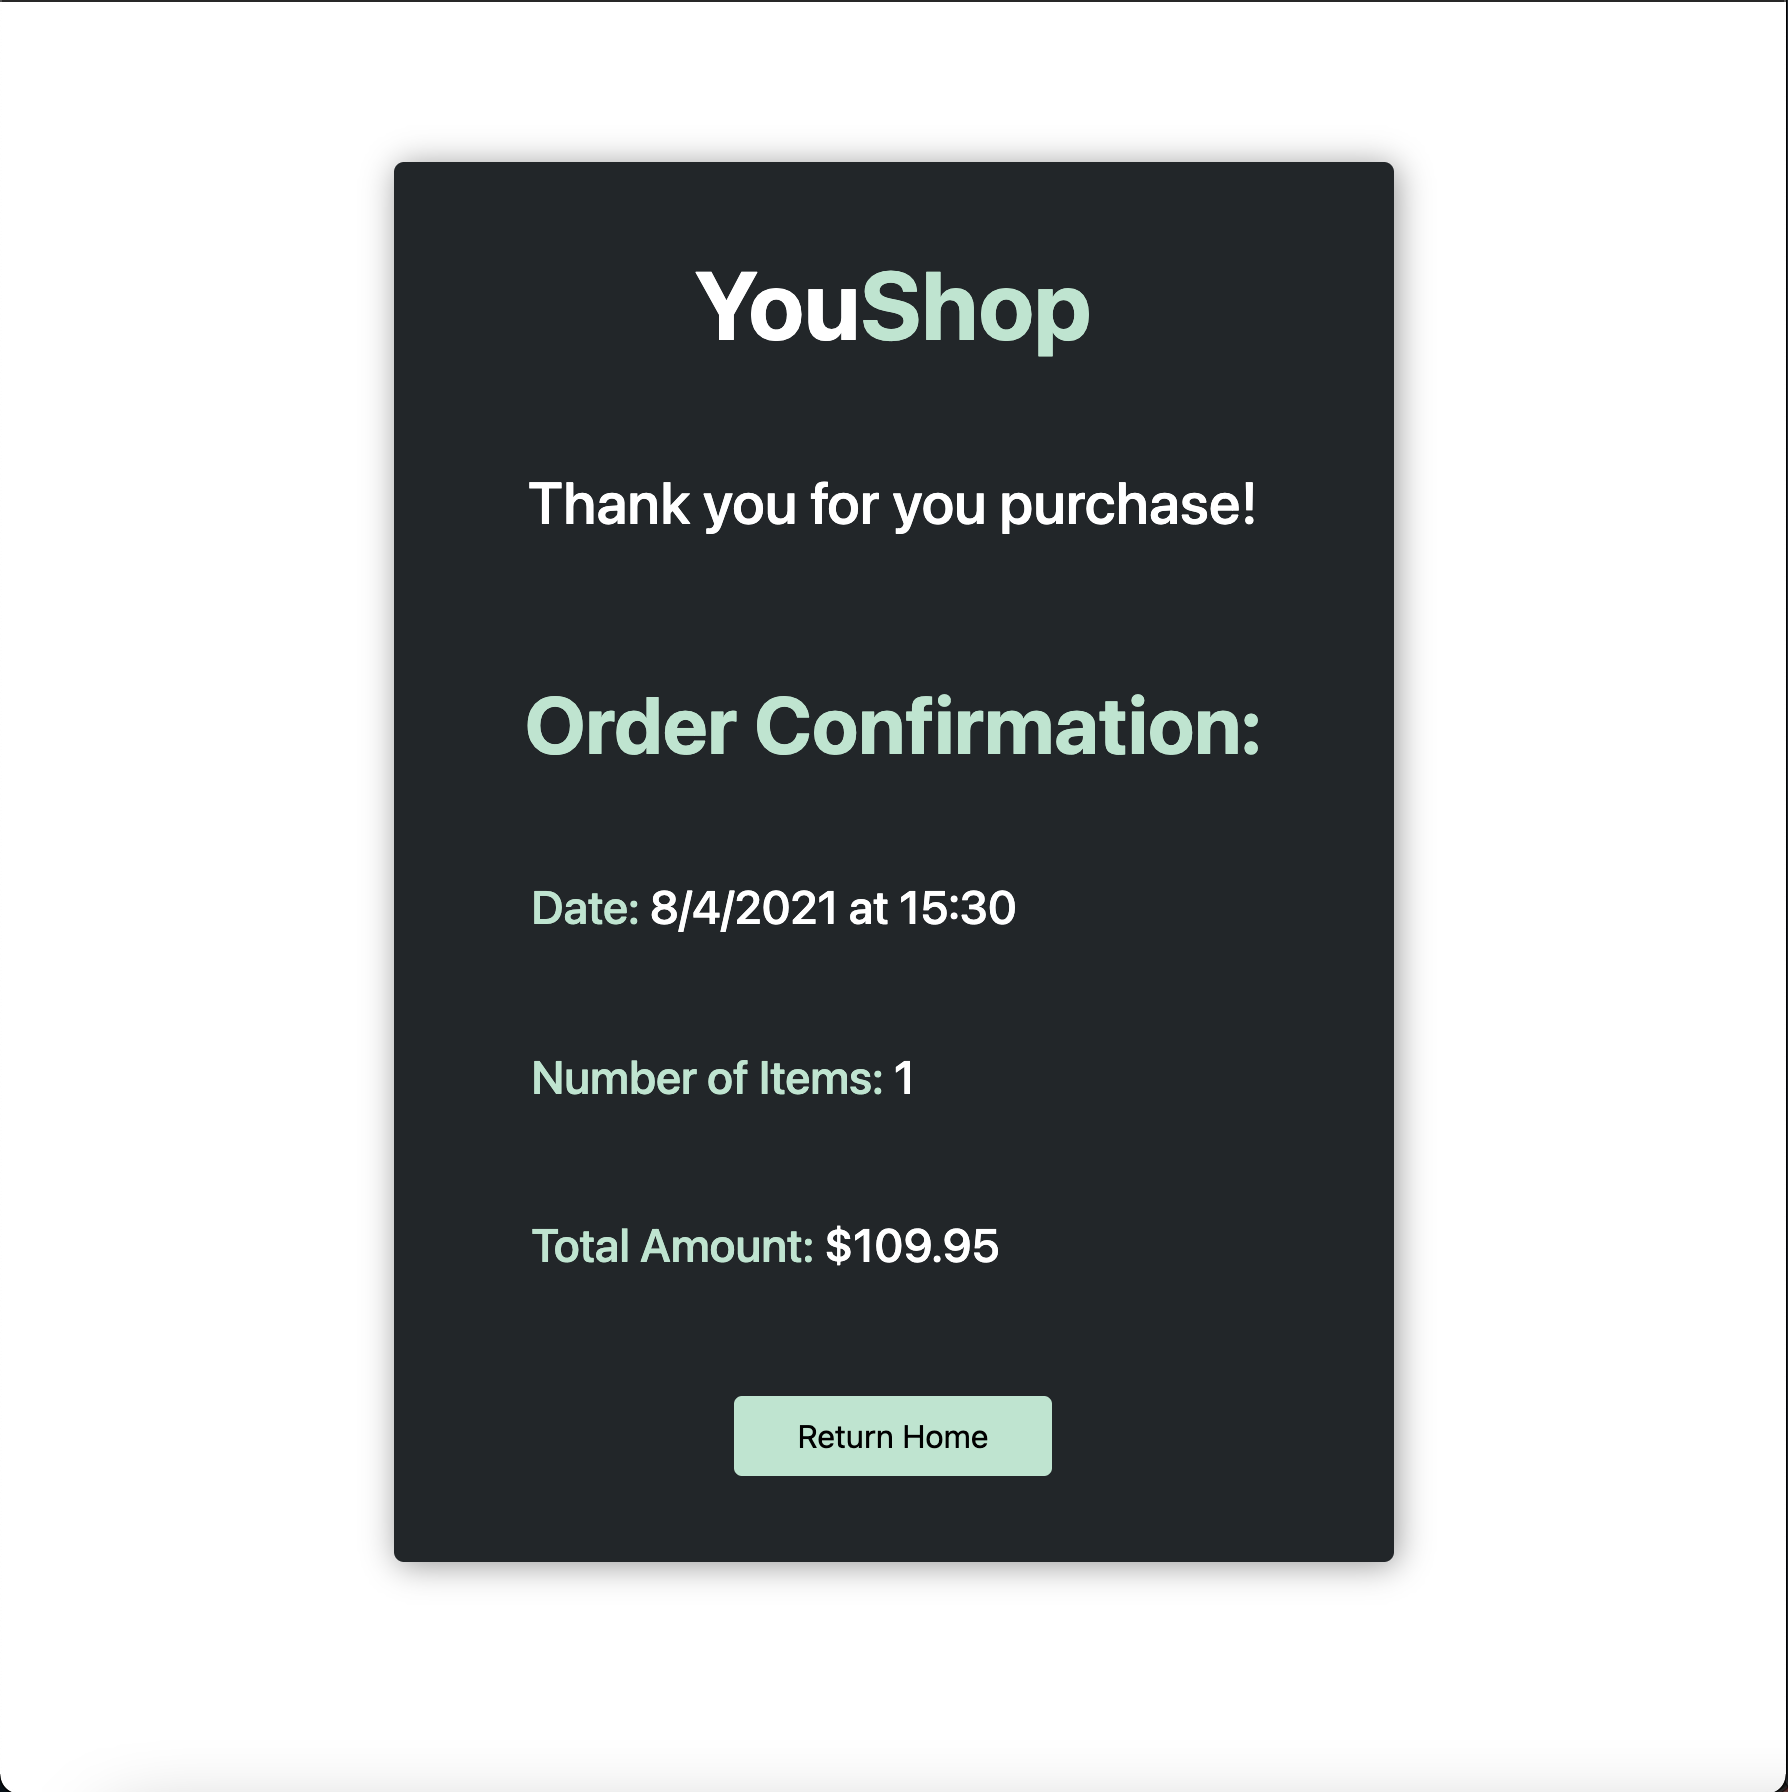 YouShop
Thank you for you purchase!
Order Confirmation:
Date: 8/4/2021 at 15:30
Number of Items: 1
Total Amount: $109.95
Return Home